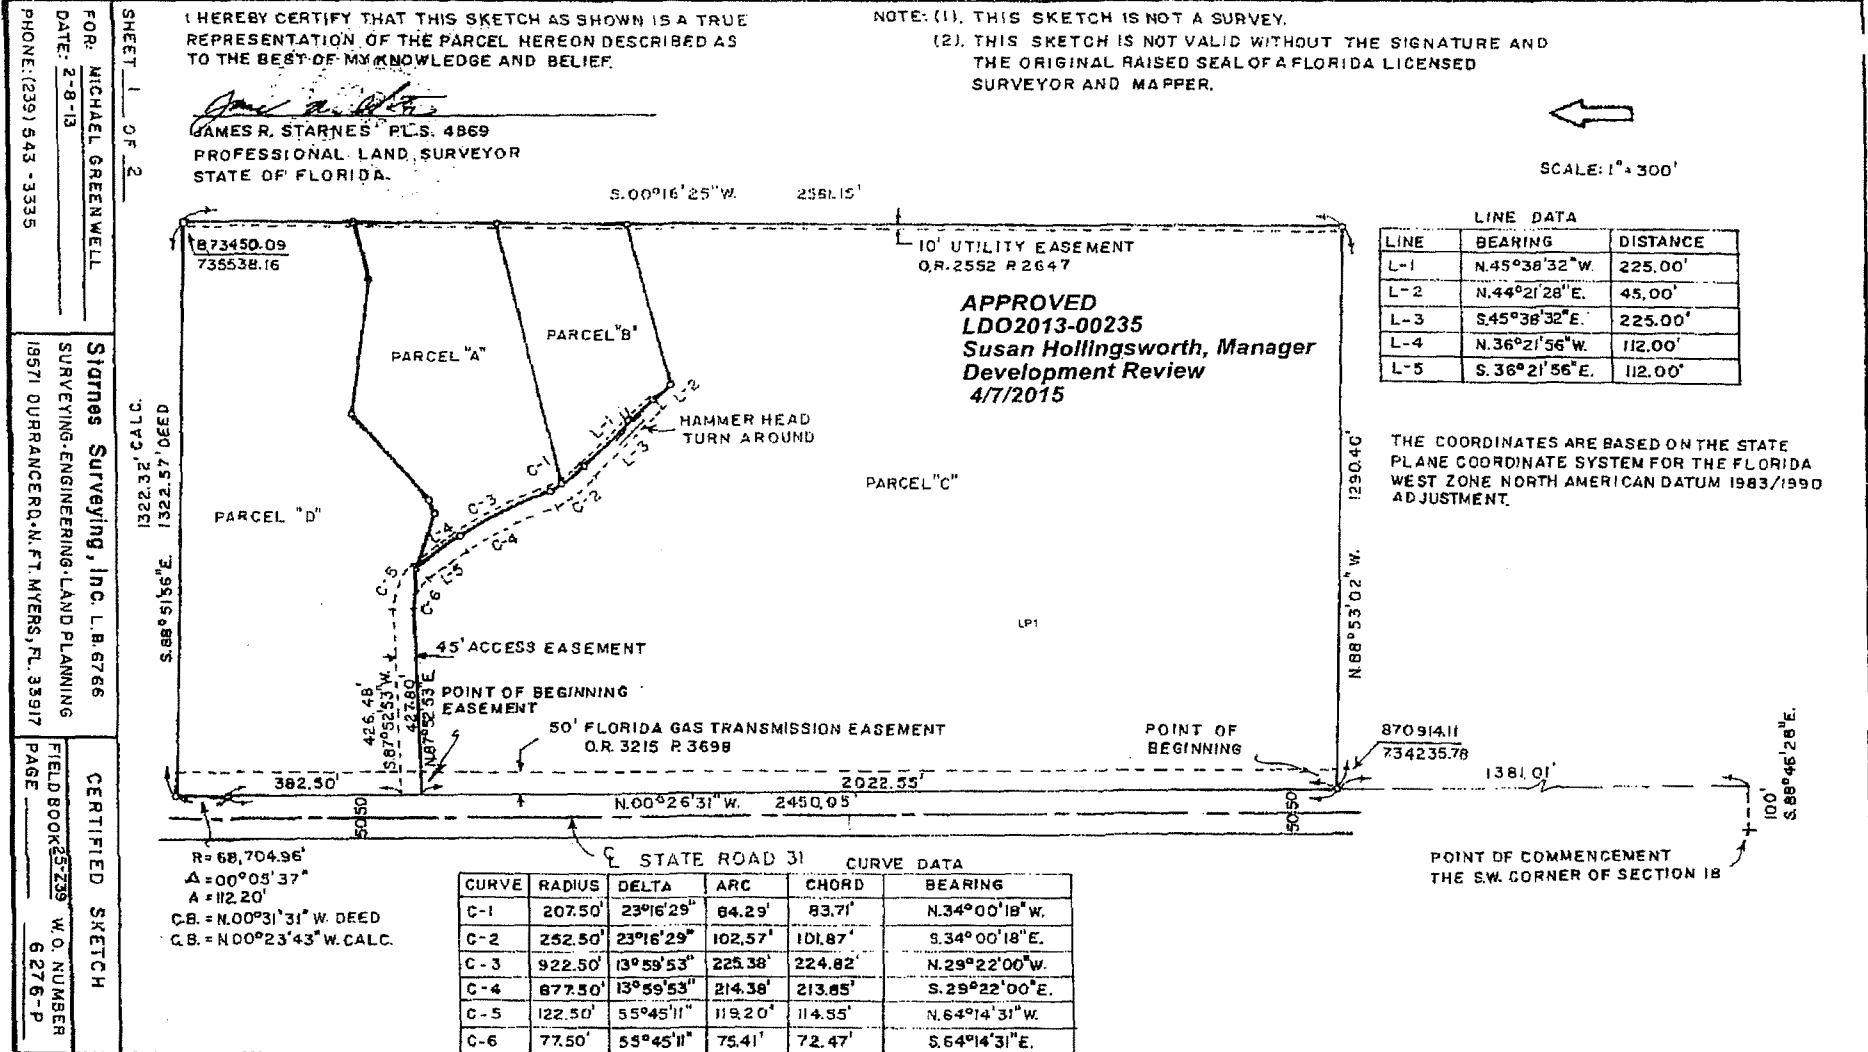 I HEREBY CERTIFY THAT THIS SKETCH AS SHOWN IS A TRUE
REPRESENTATION OF THE PARCEL HEREON DESCRIBED AS
TO THE BEST OF MY KNOWLEDGE AND BELIEF.
JAMES R. STARNES P.L.S. 4869
PROFESSIONAL LAND SURVEYOR
STATE OF FLORIDA.
NOTE: (1). THIS SKETCH IS NOT A SURVEY.
(2). THIS SKETCH IS NOT VALID WITHOUT THE SIGNATURE AND
THE ORIGINAL RAISED SEAL OF A FLORIDA LICENSED
SURVEYOR AND MAPPER.
SCALE: 1" = 300'
SHEET 1 OF 2
FOR: MICHAEL GREENWELL
DATE: 2-8-13
PHONE: (239) 543-3335
Starnes Surveying, Inc. L.B. 6766
SURVEYING·ENGINEERING·LAND PLANNING
18571 DURRANCE RD.·N. FT. MYERS, FL. 33917
CERTIFIED SKETCH
FIELD BOOK 25-Z39 W.O. NUMBER
PAGE 6276-P
S.00°16'25"W. 2581.15'
873450.09
735538.16
10' UTILITY EASEMENT
O.R. 2552 P. 2647
APPROVED
LDO2013-00235
Susan Hollingsworth, Manager
Development Review
4/7/2015
PARCEL "A"
PARCEL "B"
PARCEL "C"
PARCEL "D"
L-1
L-2
L-3
HAMMER HEAD
TURN AROUND
C-1
C-2
C-3
C-4
L-4
L-5
C-5
C-6
1322.32' CALC.
1322.57' DEED
S.88°51'56"E.
1290.40'
N.88°53'02"W.
LP1
45' ACCESS EASEMENT
POINT OF BEGINNING
EASEMENT
426.48'
S.87°52'53"W.
427.80'
N.87°52'53"E.
50' FLORIDA GAS TRANSMISSION EASEMENT
O.R. 3215 P. 3698
POINT OF
BEGINNING
870914.11
734235.78
1381.01'
100'
S.88°46'28"E.
382.50'
2022.55'
N.00°26'31"W. 2450.05'
50 50
50 50
STATE ROAD 31
POINT OF COMMENCEMENT
THE S.W. CORNER OF SECTION 18
R= 68,704.96'
Δ = 00°05'37"
A = 112.20'
C.B. = N.00°31'31" W. DEED
C.B. = N 00°23'43" W. CALC.
LINE DATA
LINE BEARING DISTANCE
L-1 N.45°38'32"W. 225.00'
L-2 N.44°21'28"E. 45.00'
L-3 S.45°38'32"E. 225.00'
L-4 N.36°21'56"W. 112.00'
L-5 S.36°21'56"E. 112.00'
THE COORDINATES ARE BASED ON THE STATE
PLANE COORDINATE SYSTEM FOR THE FLORIDA
WEST ZONE NORTH AMERICAN DATUM 1983/1990
ADJUSTMENT.
CURVE DATA
CURVE RADIUS DELTA ARC CHORD BEARING
C-1 207.50' 23°16'29" 84.29' 83.71' N.34°00'18"W.
C-2 252.50' 23°16'29" 102.57' 101.87' S.34°00'18"E.
C-3 922.50' 13°59'53" 225.38' 224.82' N.29°22'00"W.
C-4 877.50' 13°59'53" 214.38' 213.85' S.29°22'00"E.
C-5 122.50' 55°45'11" 119.20' 114.55' N.64°14'31"W.
C-6 77.50' 55°45'11" 75.41' 72.47' S.64°14'31"E.